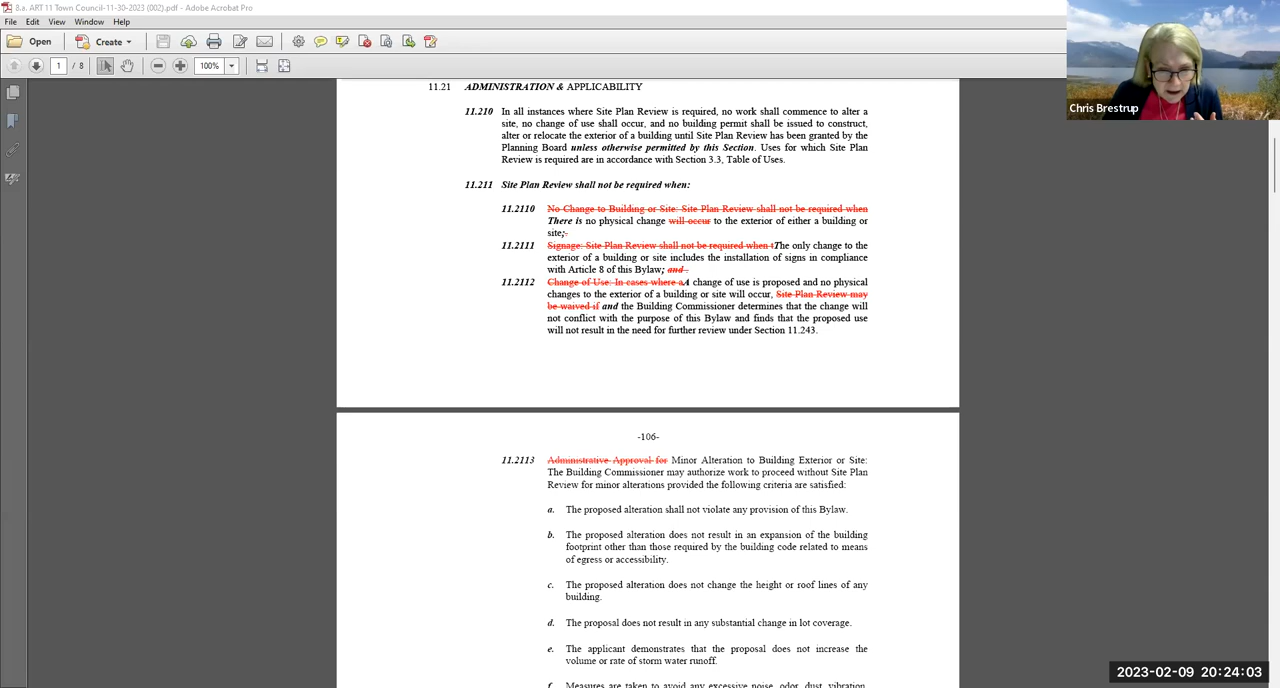 8.a. ART 11 Town Council-11-30-2023 (002).pdf - Adobe Acrobat Pro
File Edit View Window Help
Open Create
1 / 8 100%
Chris Brestrup
11.21 ADMINISTRATION & APPLICABILITY
11.210 In all instances where Site Plan Review is required, no work shall commence to alter a
site, no change of use shall occur, and no building permit shall be issued to construct,
alter or relocate the exterior of a building until Site Plan Review has been granted by the
Planning Board unless otherwise permitted by this Section. Uses for which Site Plan
Review is required are in accordance with Section 3.3, Table of Uses.
11.211 Site Plan Review shall not be required when:
11.2110 No Change to Building or Site: Site Plan Review shall not be required when
There is no physical change will occur to the exterior of either a building or
site;.
11.2111 Signage: Site Plan Review shall not be required when tThe only change to the
exterior of a building or site includes the installation of signs in compliance
with Article 8 of this Bylaw; and .
11.2112 Change of Use: In cases where aA change of use is proposed and no physical
changes to the exterior of a building or site will occur, Site Plan Review may
be waived if and the Building Commissioner determines that the change will
not conflict with the purpose of this Bylaw and finds that the proposed use
will not result in the need for further review under Section 11.243.
-106-
11.2113 Administrative Approval for Minor Alteration to Building Exterior or Site:
The Building Commissioner may authorize work to proceed without Site Plan
Review for minor alterations provided the following criteria are satisfied:
a. The proposed alteration shall not violate any provision of this Bylaw.
b. The proposed alteration does not result in an expansion of the building
footprint other than those required by the building code related to means
of egress or accessibility.
c. The proposed alteration does not change the height or roof lines of any
building.
d. The proposal does not result in any substantial change in lot coverage.
e. The applicant demonstrates that the proposal does not increase the
volume or rate of storm water runoff.
f. Measures are taken to avoid any excessive noise, odor, dust, vibration,
2023-02-09 20:24:03